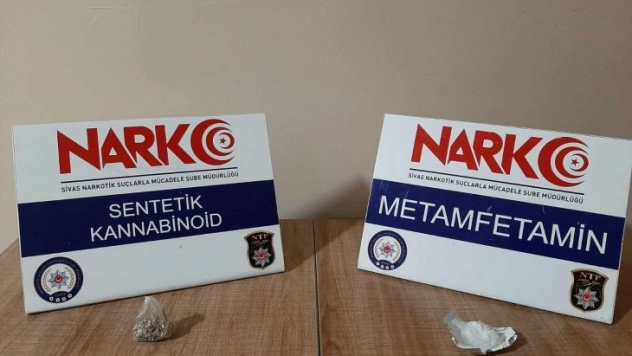 NARKO
SİVAS NARKOTİK SUÇLARLA MÜCADELE ŞUBE MÜDÜRLÜĞÜ
SENTETİK
KANNABİNOİD
NTP
NARKO
SİVAS NARKOTİK SUÇLARLA MÜCADELE ŞUBE MÜDÜRLÜĞÜ
METAMFETAMİN
NTP